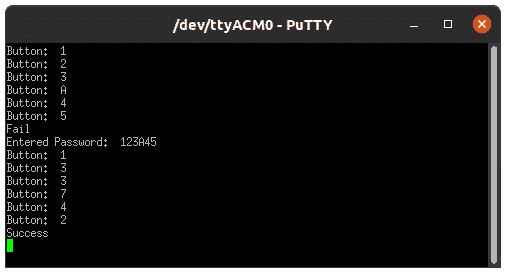 /dev/ttyACM0 - PuTTY
Button:  1
Button:  2
Button:  3
Button:  A
Button:  4
Button:  5
Fail
Entered Password:  123A45
Button:  1
Button:  3
Button:  3
Button:  7
Button:  4
Button:  2
Success